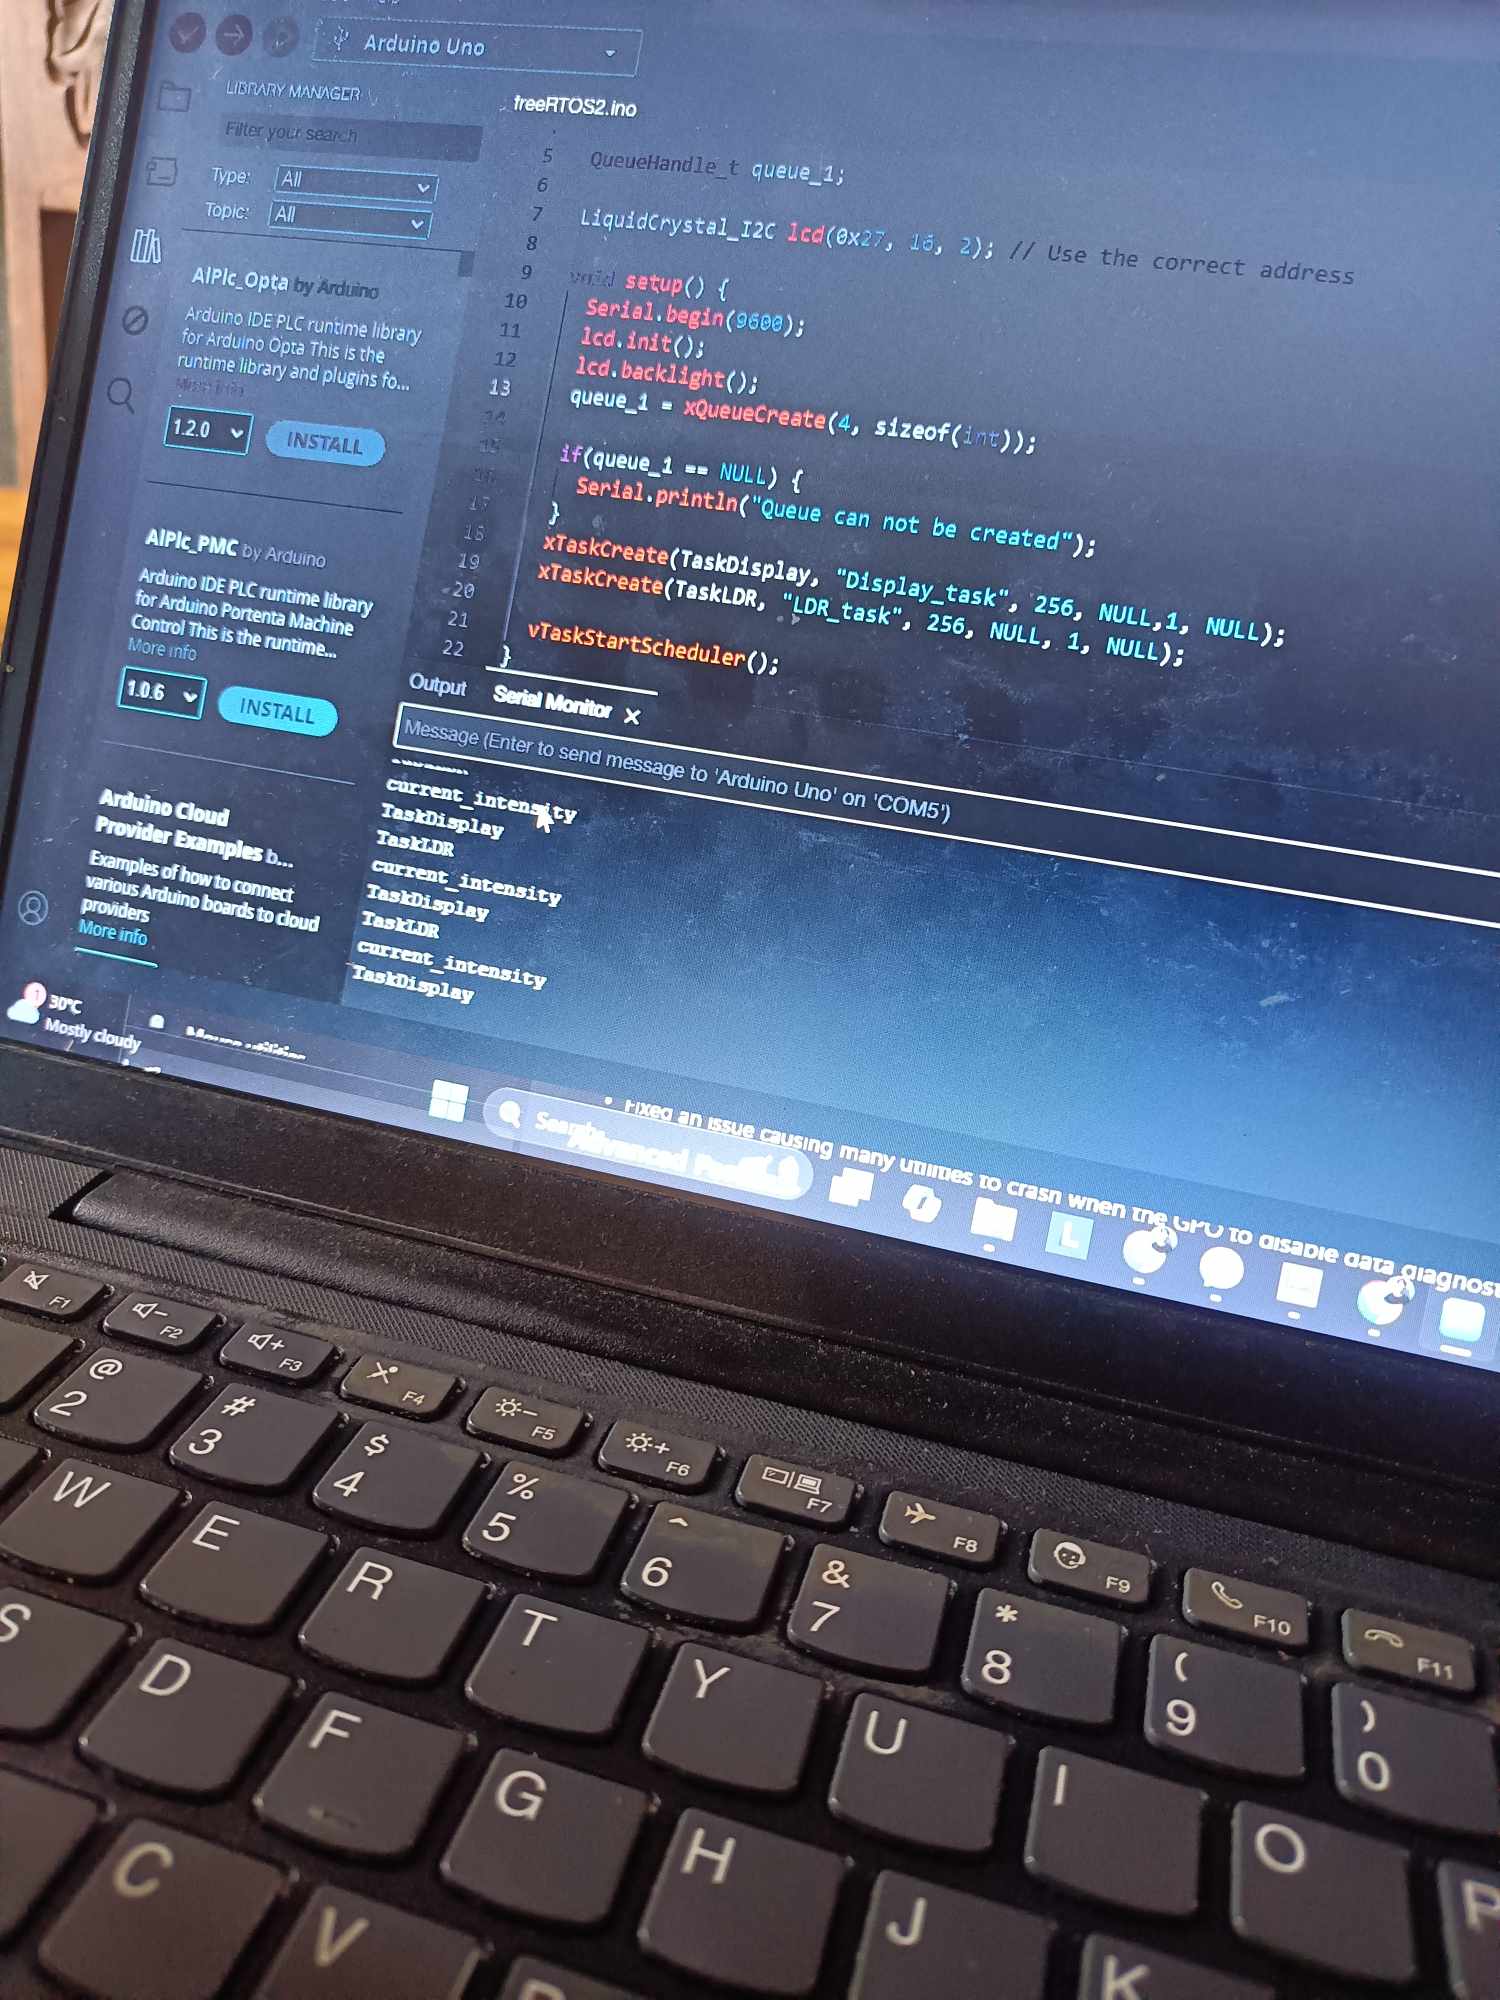 Arduino Uno
LIBRARY MANAGER
Filter your search
Type: All
Topic: All
AlPlc_Opta by Arduino
Arduino IDE PLC runtime library
for Arduino Opta This is the
runtime library and plugins fo...
More info
1.2.0 INSTALL
AlPlc_PMC by Arduino
Arduino IDE PLC runtime library
for Arduino Portenta Machine
Control This is the runtime...
More info
1.0.6 INSTALL
Arduino Cloud
Provider Examples b...
Examples of how to connect
various Arduino boards to cloud
providers
More info
freeRTOS2.ino
5 QueueHandle_t queue_1;
6
7 LiquidCrystal_I2C lcd(0x27, 16, 2); // Use the correct address
8
9 void setup() {
10 Serial.begin(9600);
11 lcd.init();
12 lcd.backlight();
13 queue_1 = xQueueCreate(4, sizeof(int));
14
15 if(queue_1 == NULL) {
16 Serial.println("Queue can not be created");
17 }
18 xTaskCreate(TaskDisplay, "Display_task", 256, NULL,1, NULL);
19 xTaskCreate(TaskLDR, "LDR_task", 256, NULL, 1, NULL);
20
21 vTaskStartScheduler();
22 }
Output Serial Monitor X
Message (Enter to send message to 'Arduino Uno' on 'COM5')
current_intensity
TaskDisplay
TaskLDR
current_intensity
TaskDisplay
TaskLDR
current_intensity
TaskDisplay
1 30°C
Mostly cloudy
Fixed an issue causing many utilities to crash when the GPO to disable data diagnost
Search
Advanced
L
F1 F2 F3 F4 F5 F6 F7 F8 F9 F10 F11
@ # $ % ^ & * ( )
2 3 4 5 6 7 8 9 0
W E R T Y U I O P
S D F G H J K
C V